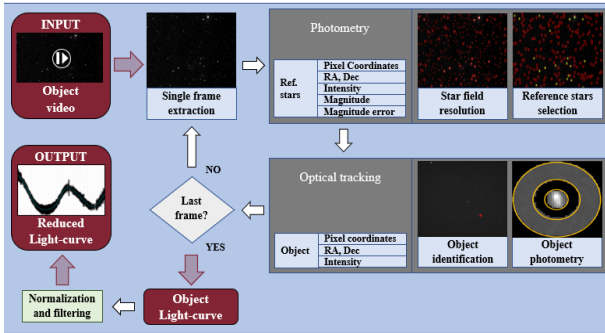 INPUT
Object
video
Single frame
extraction
Photometry
Ref.
stars
Pixel Coordinates
RA, Dec
Intensity
Magnitude
Magnitude error
Star field
resolution
Reference stars
selection
OUTPUT
Reduced
Light-curve
NO
Last
frame?
YES
Optical tracking
Object
Pixel coordinates
RA, Dec
Intensity
Object
identification
Object
photometry
Normalization
and filtering
Object
Light-curve